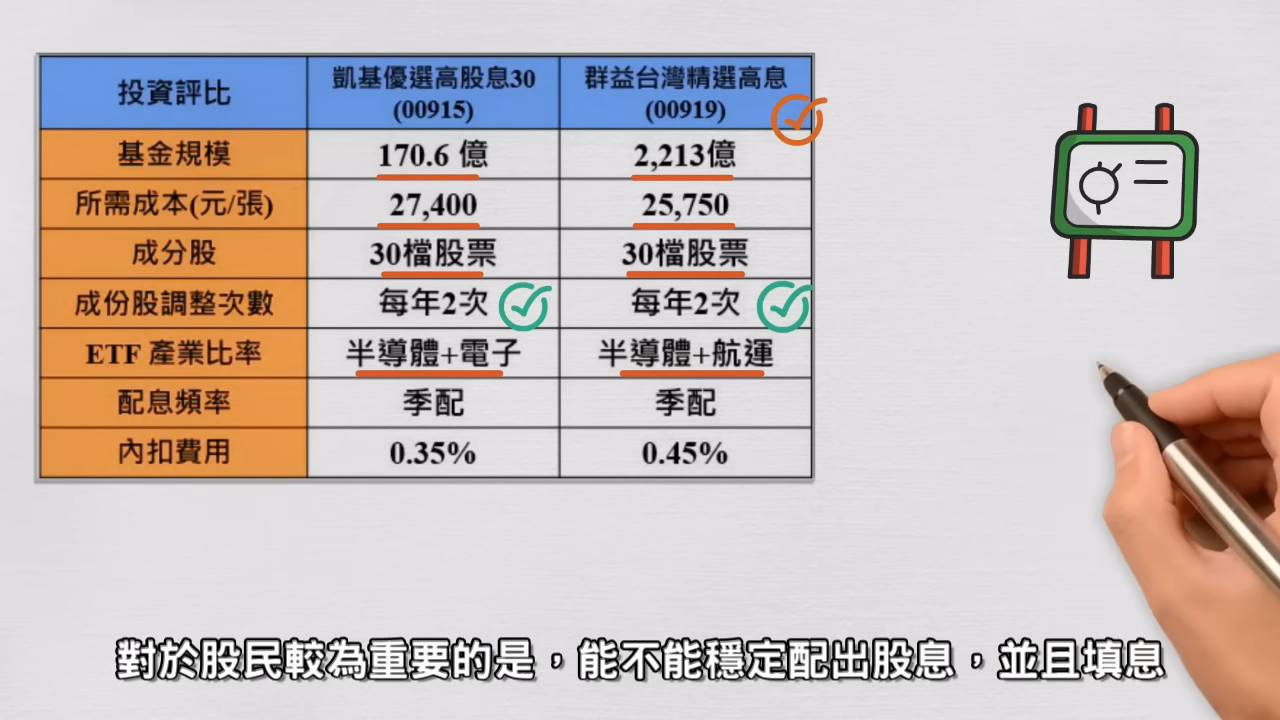 投資評比 凱基優選高股息30 (00915) 群益台灣精選高息 (00919)
基金規模 170.6 億 2,213億
所需成本(元/張) 27,400 25,750
成分股 30檔股票 30檔股票
成份股調整次數 每年2次 每年2次
ETF 產業比率 半導體+電子 半導體+航運
配息頻率 季配 季配
內扣費用 0.35% 0.45%
對於股民較為重要的是，能不能穩定配出股息，並且填息